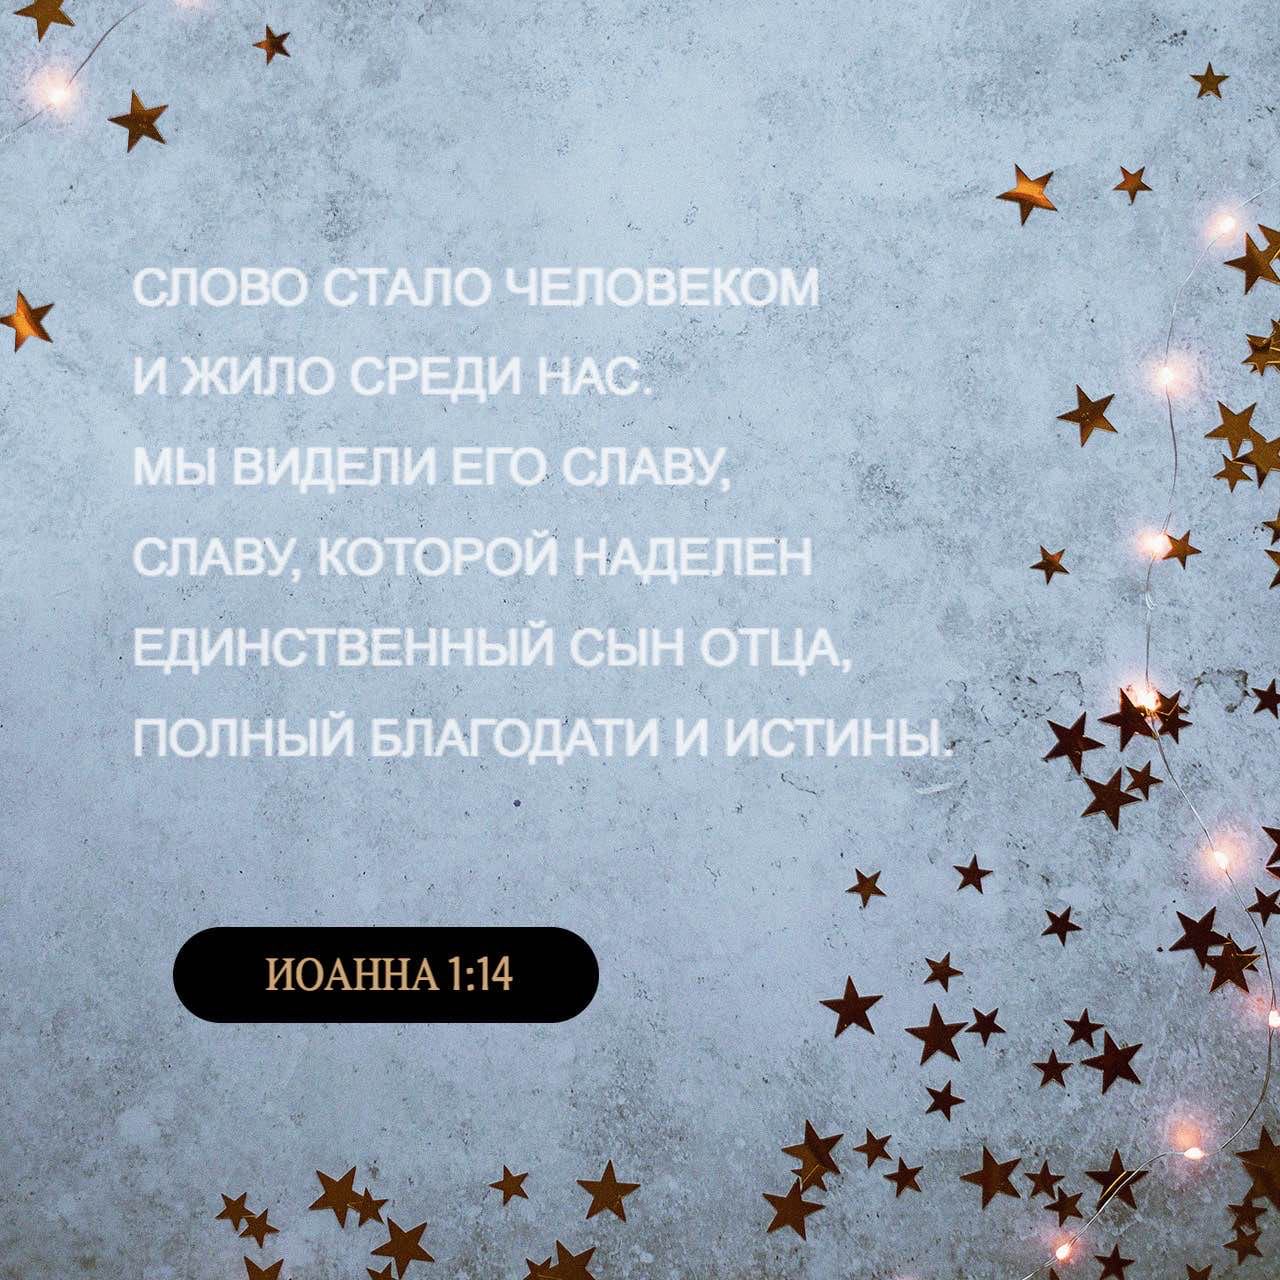 СЛОВО СТАЛО ЧЕЛОВЕКОМ
И ЖИЛО СРЕДИ НАС.
МЫ ВИДЕЛИ ЕГО СЛАВУ,
СЛАВУ, КОТОРОЙ НАДЕЛЕН
ЕДИНСТВЕННЫЙ СЫН ОТЦА,
ПОЛНЫЙ БЛАГОДАТИ И ИСТИНЫ.
ИОАННА 1:14